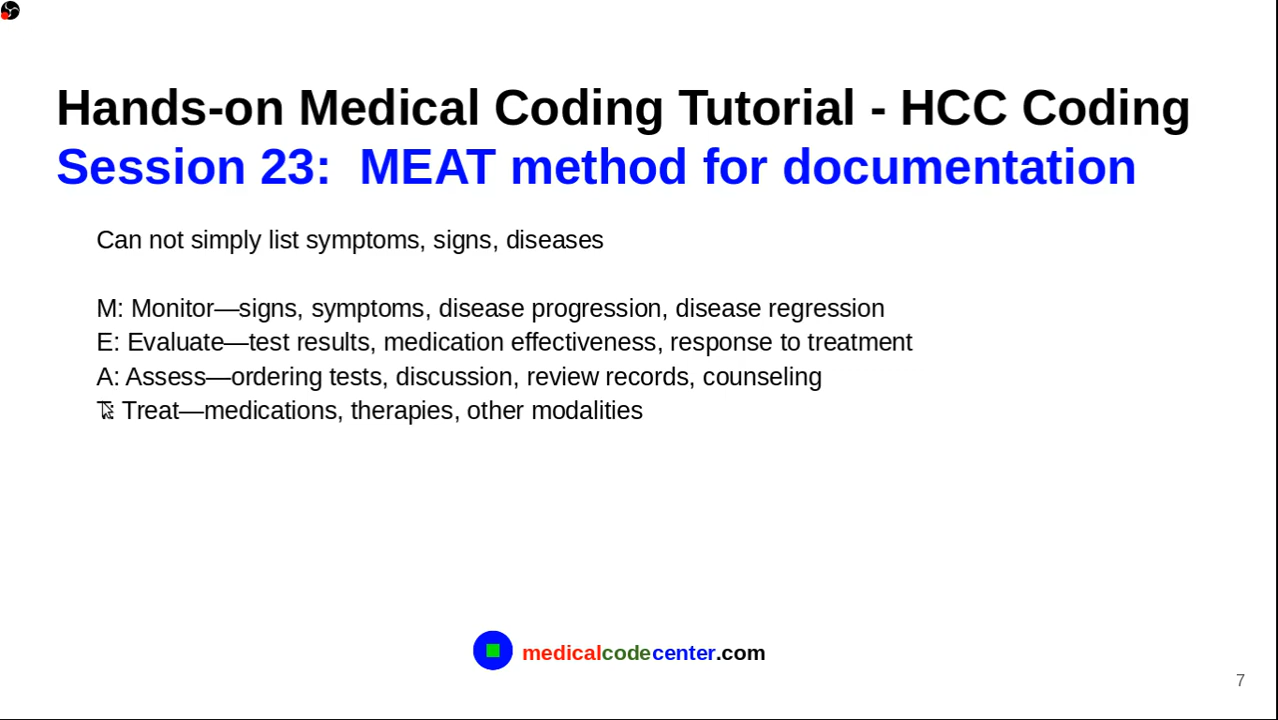 Hands-on Medical Coding Tutorial - HCC Coding
Session 23: MEAT method for documentation
Can not simply list symptoms, signs, diseases
M: Monitor—signs, symptoms, disease progression, disease regression
E: Evaluate—test results, medication effectiveness, response to treatment
A: Assess—ordering tests, discussion, review records, counseling
T: Treat—medications, therapies, other modalities
medicalcodecenter.com
7